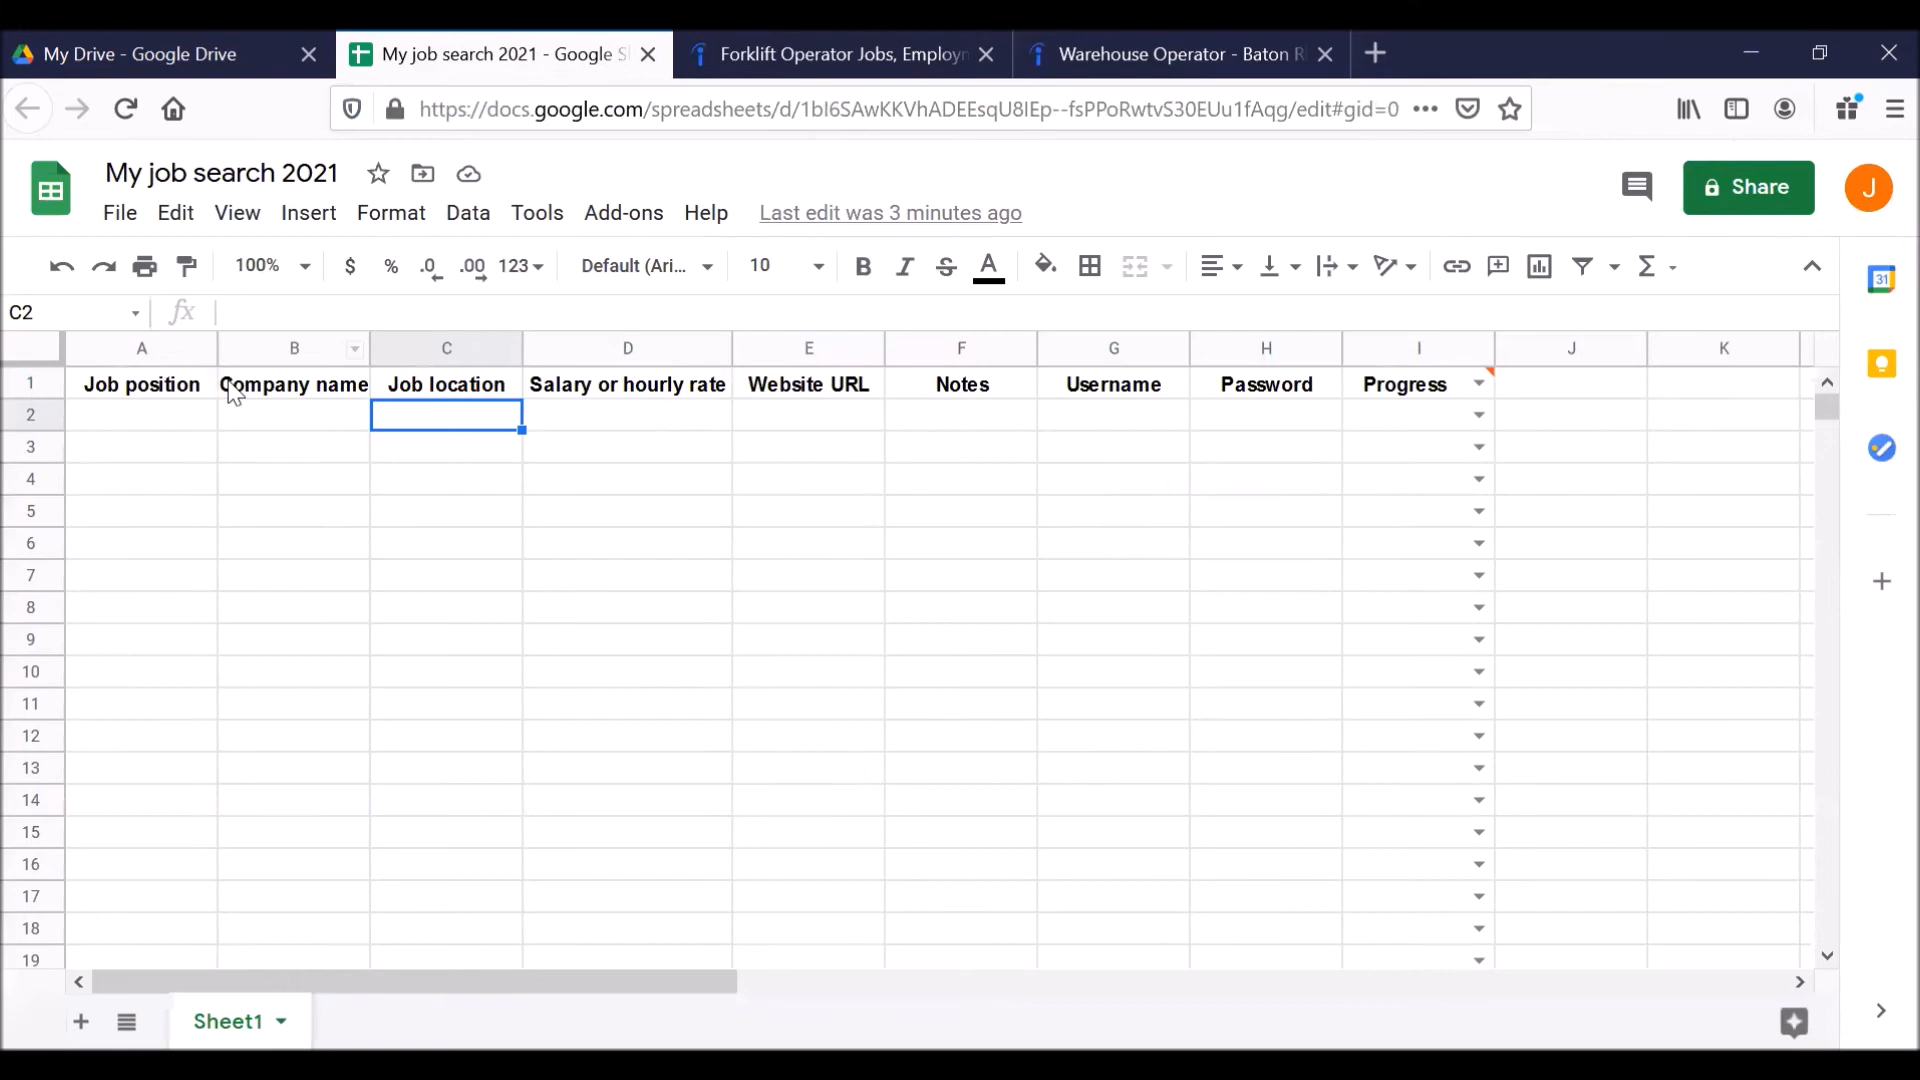 My Drive - Google Drive
My job search 2021 - Google S
Forklift Operator Jobs, Employm
Warehouse Operator - Baton R
https://docs.google.com/spreadsheets/d/1bI6SAwKKVhADEEsqU8IEp--fsPPoRwtvS30EUu1fAqg/edit#gid=0
My job search 2021
Share
J
File Edit View Insert Format Data Tools Add-ons Help Last edit was 3 minutes ago
100% $ % .0 .00 123 Default (Ari... 10 B I S A Σ
31
C2 fx
A B C D E F G H I J K
1 Job position Company name Job location Salary or hourly rate Website URL Notes Username Password Progress
2
3
4
5
6
7
8
9
10
11
12
13
14
15
16
17
18
19
Sheet1